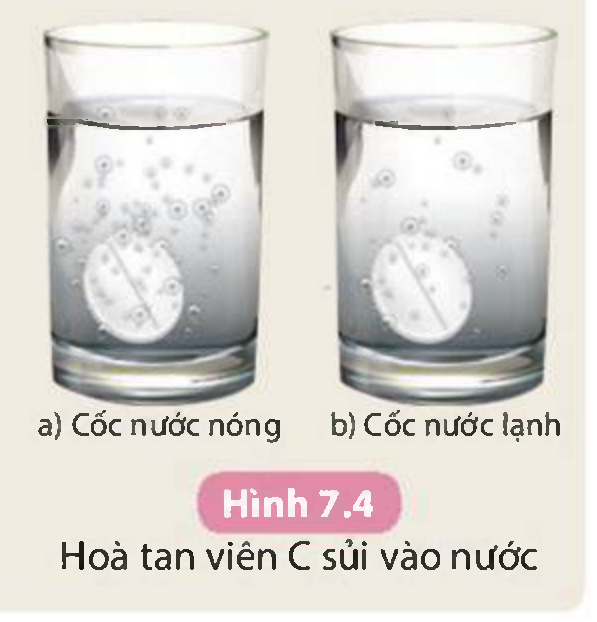 a) Cốc nước nóng
b) Cốc nước lạnh
Hình 7.4
Hoà tan viên C sủi vào nước